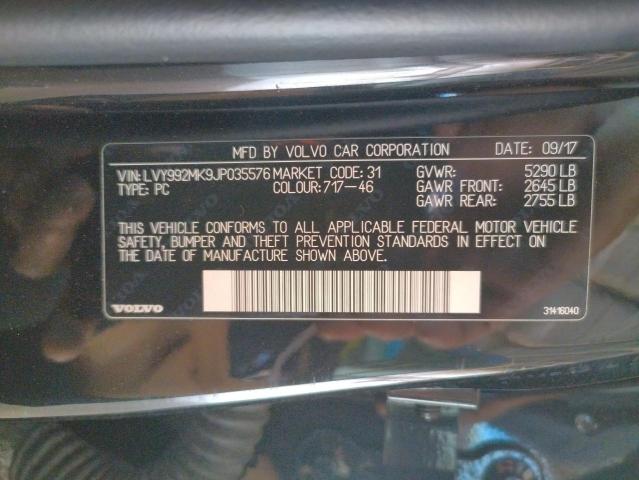 MFD BY VOLVO CAR CORPORATION DATE: 09/17
VIN:LVY992MK9JP035576 MARKET CODE: 31 GVWR: 5290 LB
TYPE: PC COLOUR:717-46 GAWR FRONT: 2645 LB
GAWR REAR: 2755 LB
THIS VEHICLE CONFORMS TO ALL APPLICABLE FEDERAL MOTOR VEHICLE
SAFETY, BUMPER AND THEFT PREVENTION STANDARDS IN EFFECT ON
THE DATE OF MANUFACTURE SHOWN ABOVE.
VOLVO 31416040